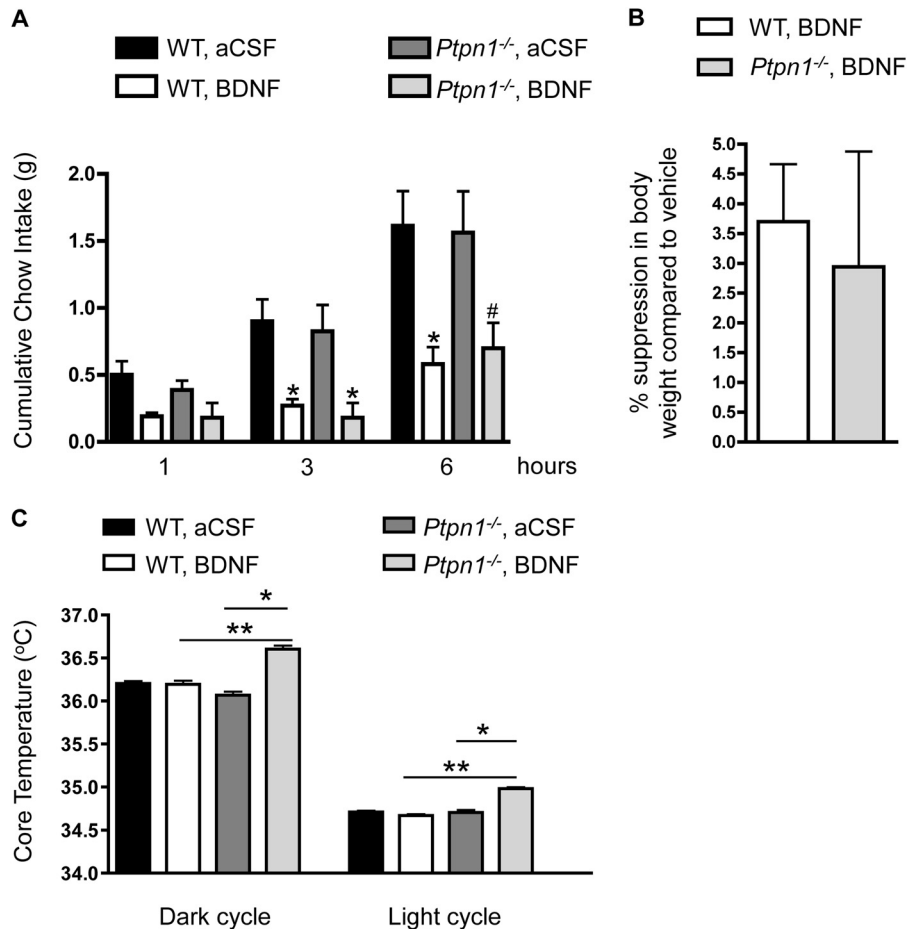 A
WT, aCSF
Ptpn1-/-, aCSF
WT, BDNF
Ptpn1-/-, BDNF
Cumulative Chow Intake (g)
2.0
1.5
1.0
0.5
0.0
* * * #
1 3 6 hours
B
WT, BDNF
Ptpn1-/-, BDNF
% suppression in body
weight compared to vehicle
5.0
4.5
4.0
3.5
3.0
2.5
2.0
1.5
1.0
0.5
0.0
C
WT, aCSF
Ptpn1-/-, aCSF
WT, BDNF
Ptpn1-/-, BDNF
Core Temperature (oC)
37.0
36.5
36.0
35.5
35.0
34.5
34.0
*
**
*
**
Dark cycle Light cycle